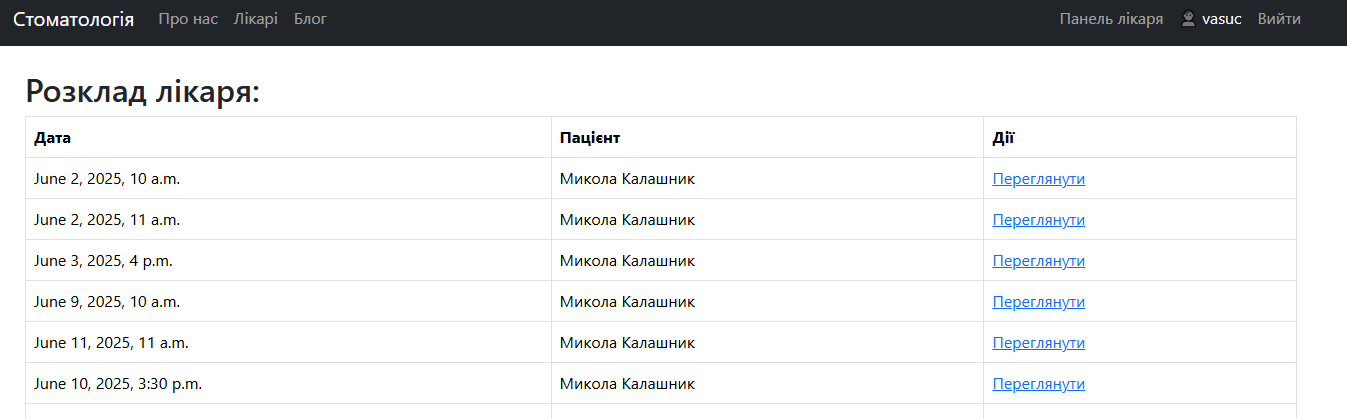 Стоматологія Про нас Лікарі Блог Панель лікаря vasuc Вийти
Розклад лікаря:
Дата Пацієнт Дії
June 2, 2025, 10 a.m. Микола Калашник Переглянути
June 2, 2025, 11 a.m. Микола Калашник Переглянути
June 3, 2025, 4 p.m. Микола Калашник Переглянути
June 9, 2025, 10 a.m. Микола Калашник Переглянути
June 11, 2025, 11 a.m. Микола Калашник Переглянути
June 10, 2025, 3:30 p.m. Микола Калашник Переглянути